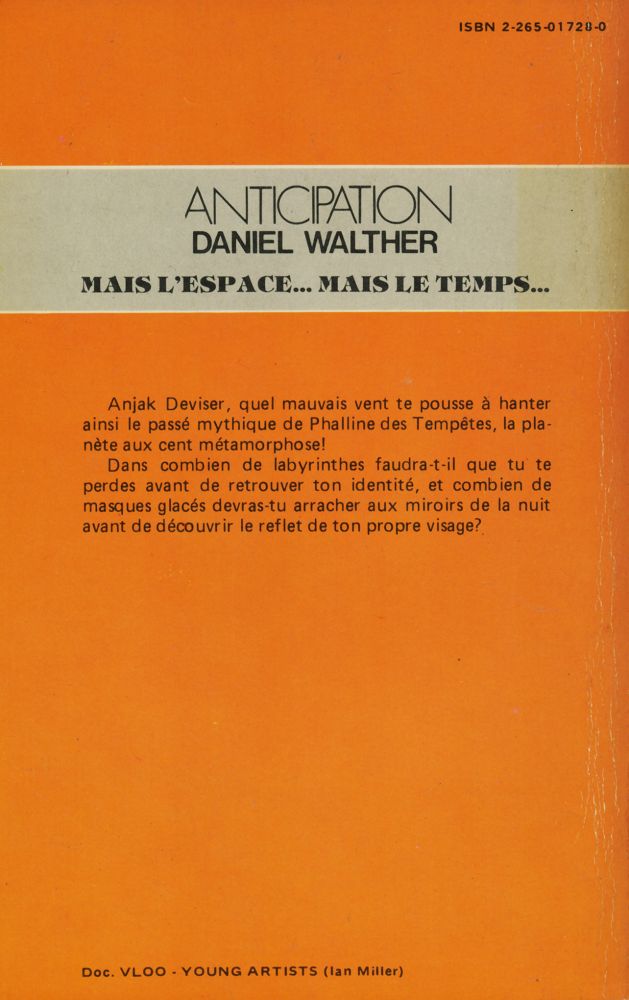 ISBN 2-265-01728-0
ANTICIPATION
DANIEL WALTHER
MAIS L'ESPACE... MAIS LE TEMPS...
Anjak Deviser, quel mauvais vent te pousse à hanter
ainsi le passé mythique de Phalline des Tempêtes, la pla-
nète aux cent métamorphose!
Dans combien de labyrinthes faudra-t-il que tu te
perdes avant de retrouver ton identité, et combien de
masques glacés devras-tu arracher aux miroirs de la nuit
avant de découvrir le reflet de ton propre visage?
Doc. VLOO - YOUNG ARTISTS (Ian Miller)